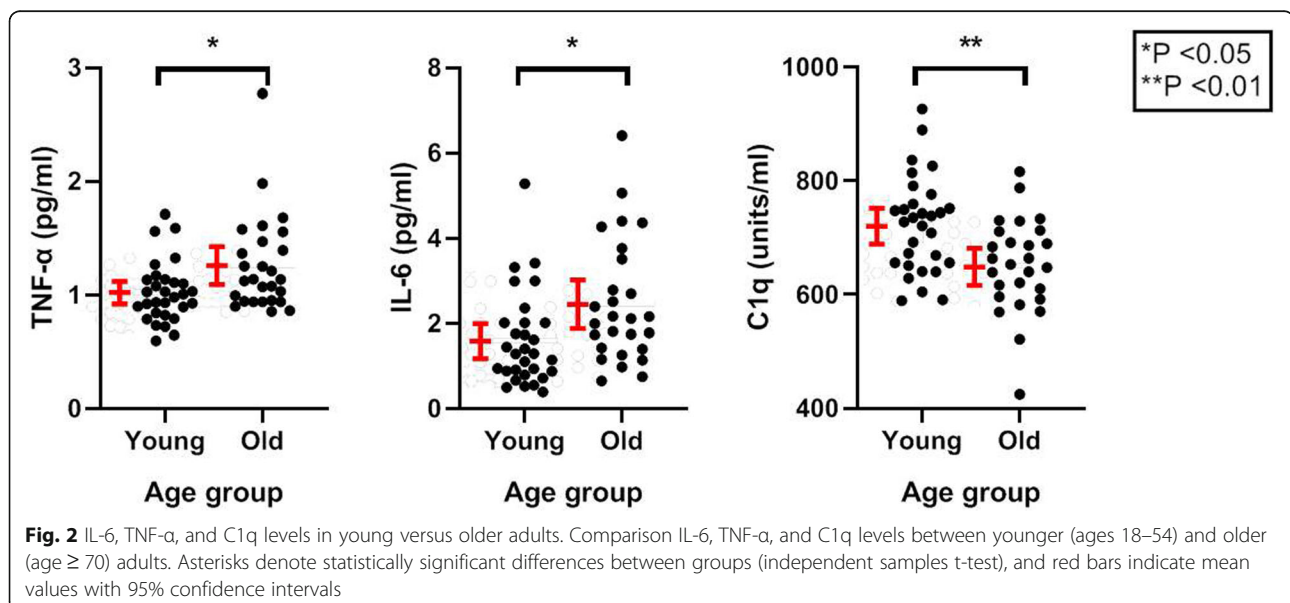 * * **
*P <0.05
**P <0.01
3
2
1
0
TNF-α (pg/ml)
Young Old
Age group
8
6
4
2
0
IL-6 (pg/ml)
Young Old
Age group
1000
800
600
400
C1q (units/ml)
Young Old
Age group
Fig. 2 IL-6, TNF-α, and C1q levels in young versus older adults. Comparison IL-6, TNF-α, and C1q levels between younger (ages 18–54) and older
(age ≥ 70) adults. Asterisks denote statistically significant differences between groups (independent samples t-test), and red bars indicate mean
values with 95% confidence intervals